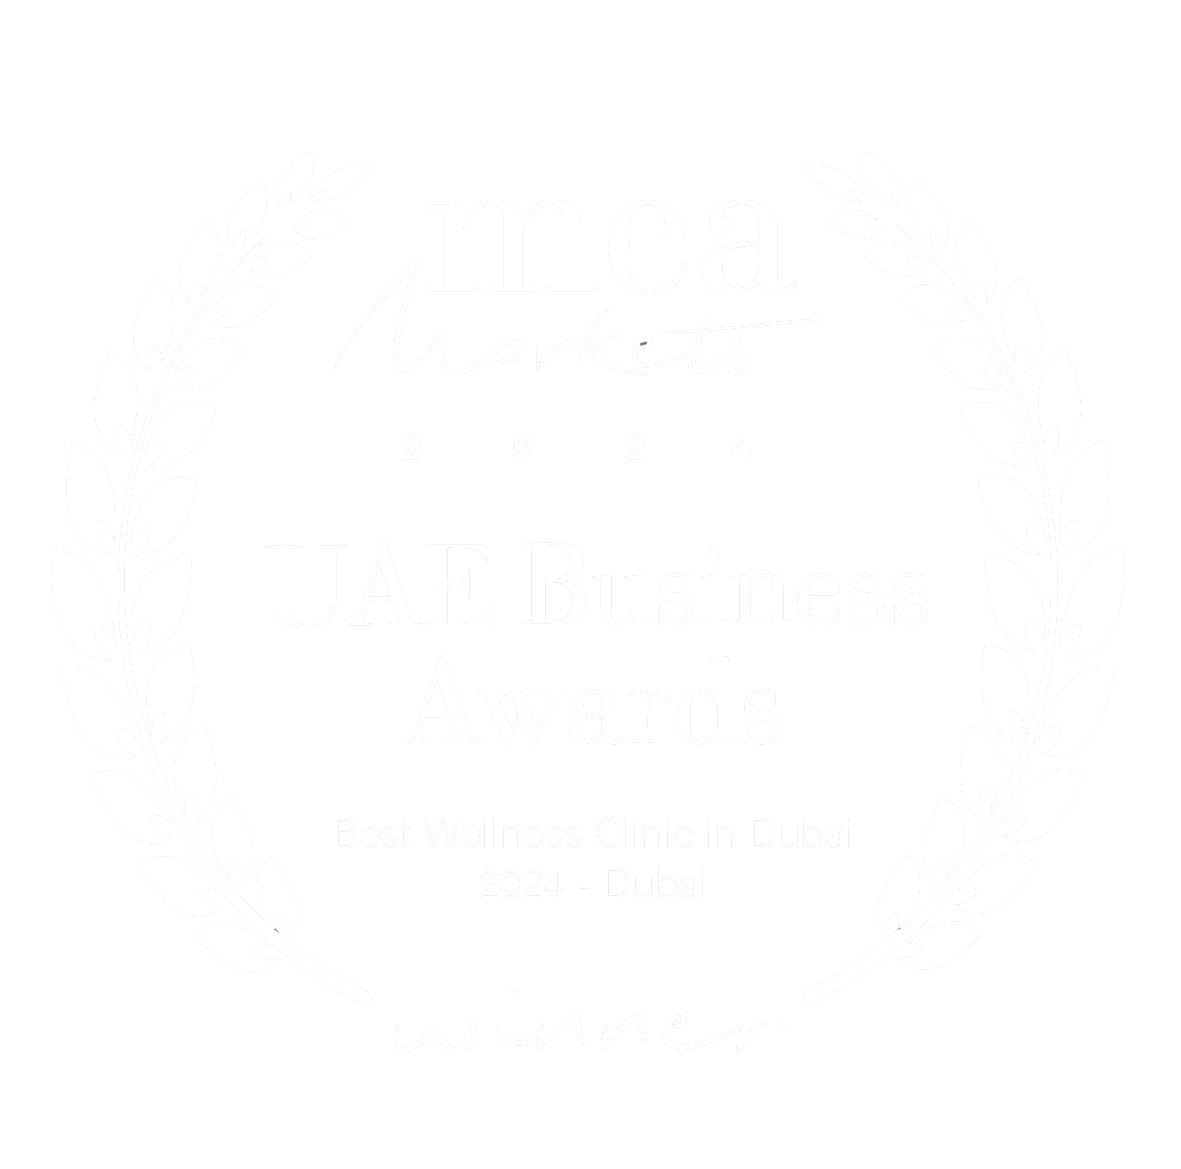 mea
Markets
2024
UAE Business
Awards
Best Wellness Clinic in Dubai
2024 - Dubai
winner